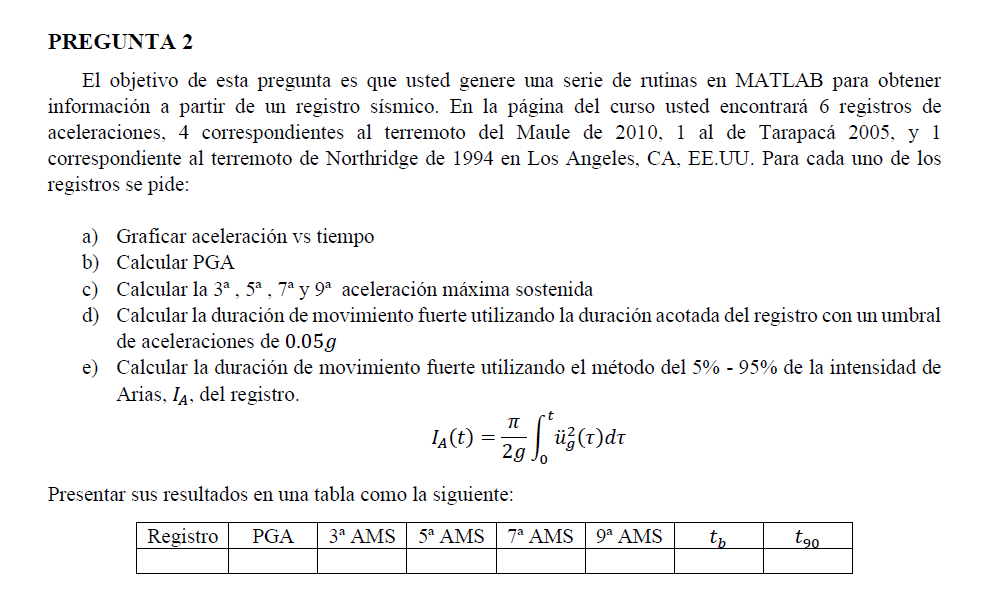 PREGUNTA 2
El objetivo de esta pregunta es que usted genere una serie de rutinas en MATLAB para obtener
información a partir de un registro sísmico. En la página del curso usted encontrará 6 registros de
aceleraciones, 4 correspondientes al terremoto del Maule de 2010, 1 al de Tarapacá 2005, y 1
correspondiente al terremoto de Northridge de 1994 en Los Angeles, CA, EE.UU. Para cada uno de los
registros se pide:
a) Graficar aceleración vs tiempo
b) Calcular PGA
c) Calcular la 3ª , 5ª , 7ª y 9ª aceleración máxima sostenida
d) Calcular la duración de movimiento fuerte utilizando la duración acotada del registro con un umbral
de aceleraciones de 0.05g
e) Calcular la duración de movimiento fuerte utilizando el método del 5% - 95% de la intensidad de
Arias, I_A, del registro.
I_A(t) = π/2g ∫_0^t ü_g^2(τ)dτ
Presentar sus resultados en una tabla como la siguiente:
Registro PGA 3ª AMS 5ª AMS 7ª AMS 9ª AMS t_b t_90